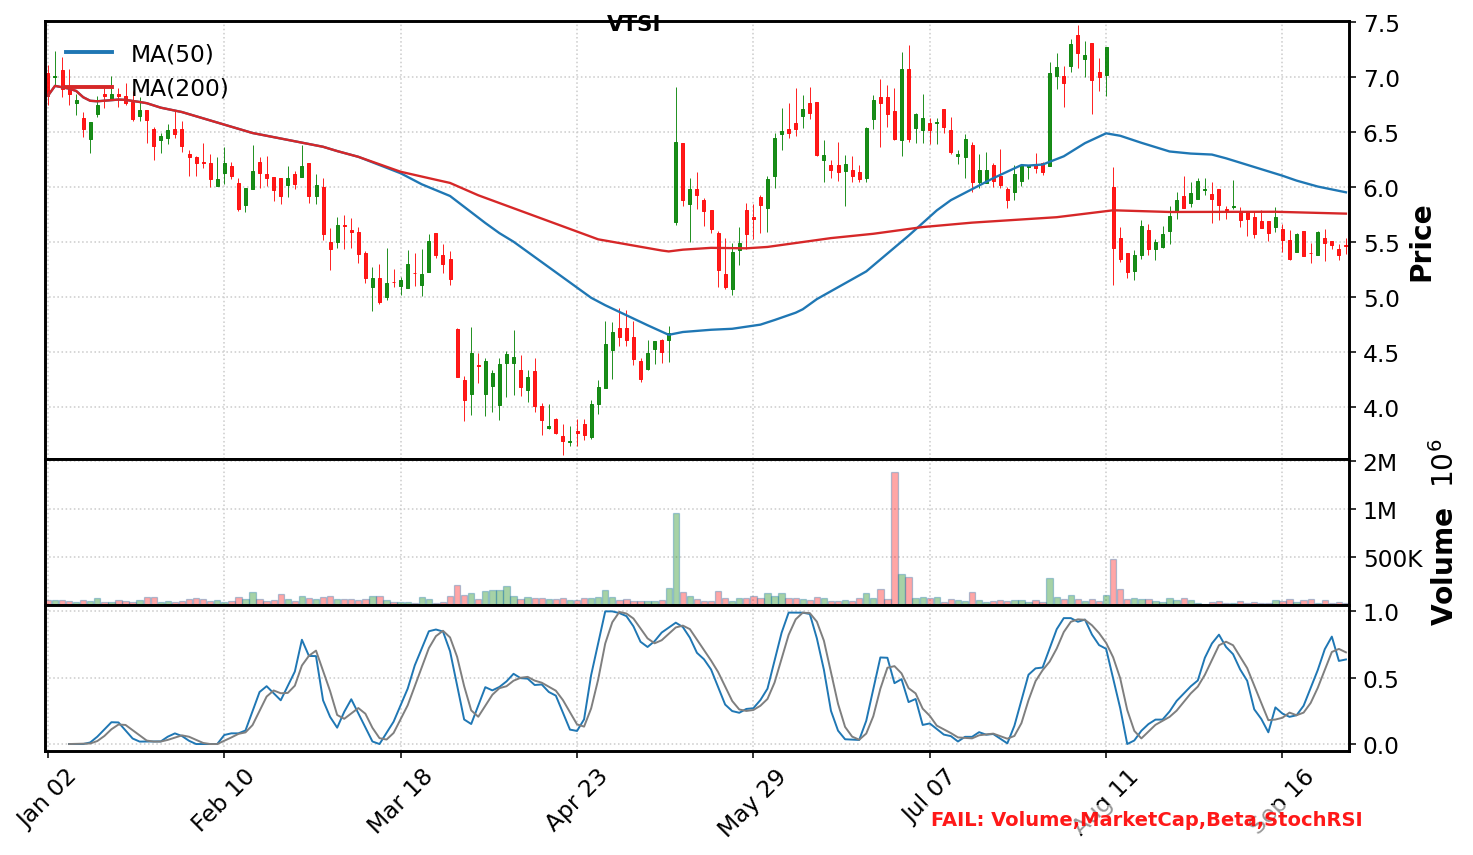 VTSI
MA(50)
MA(200)
7.5
7.0
6.5
6.0
5.5
5.0
4.5
4.0
Price
2M
1M
500K
Volume 10^6
1.0
0.5
0.0
Jan 02
Feb 10
Mar 18
Apr 23
May 29
Jul 07
Aug 11
Sep 16
FAIL: Volume,MarketCap,Beta,StochRSI